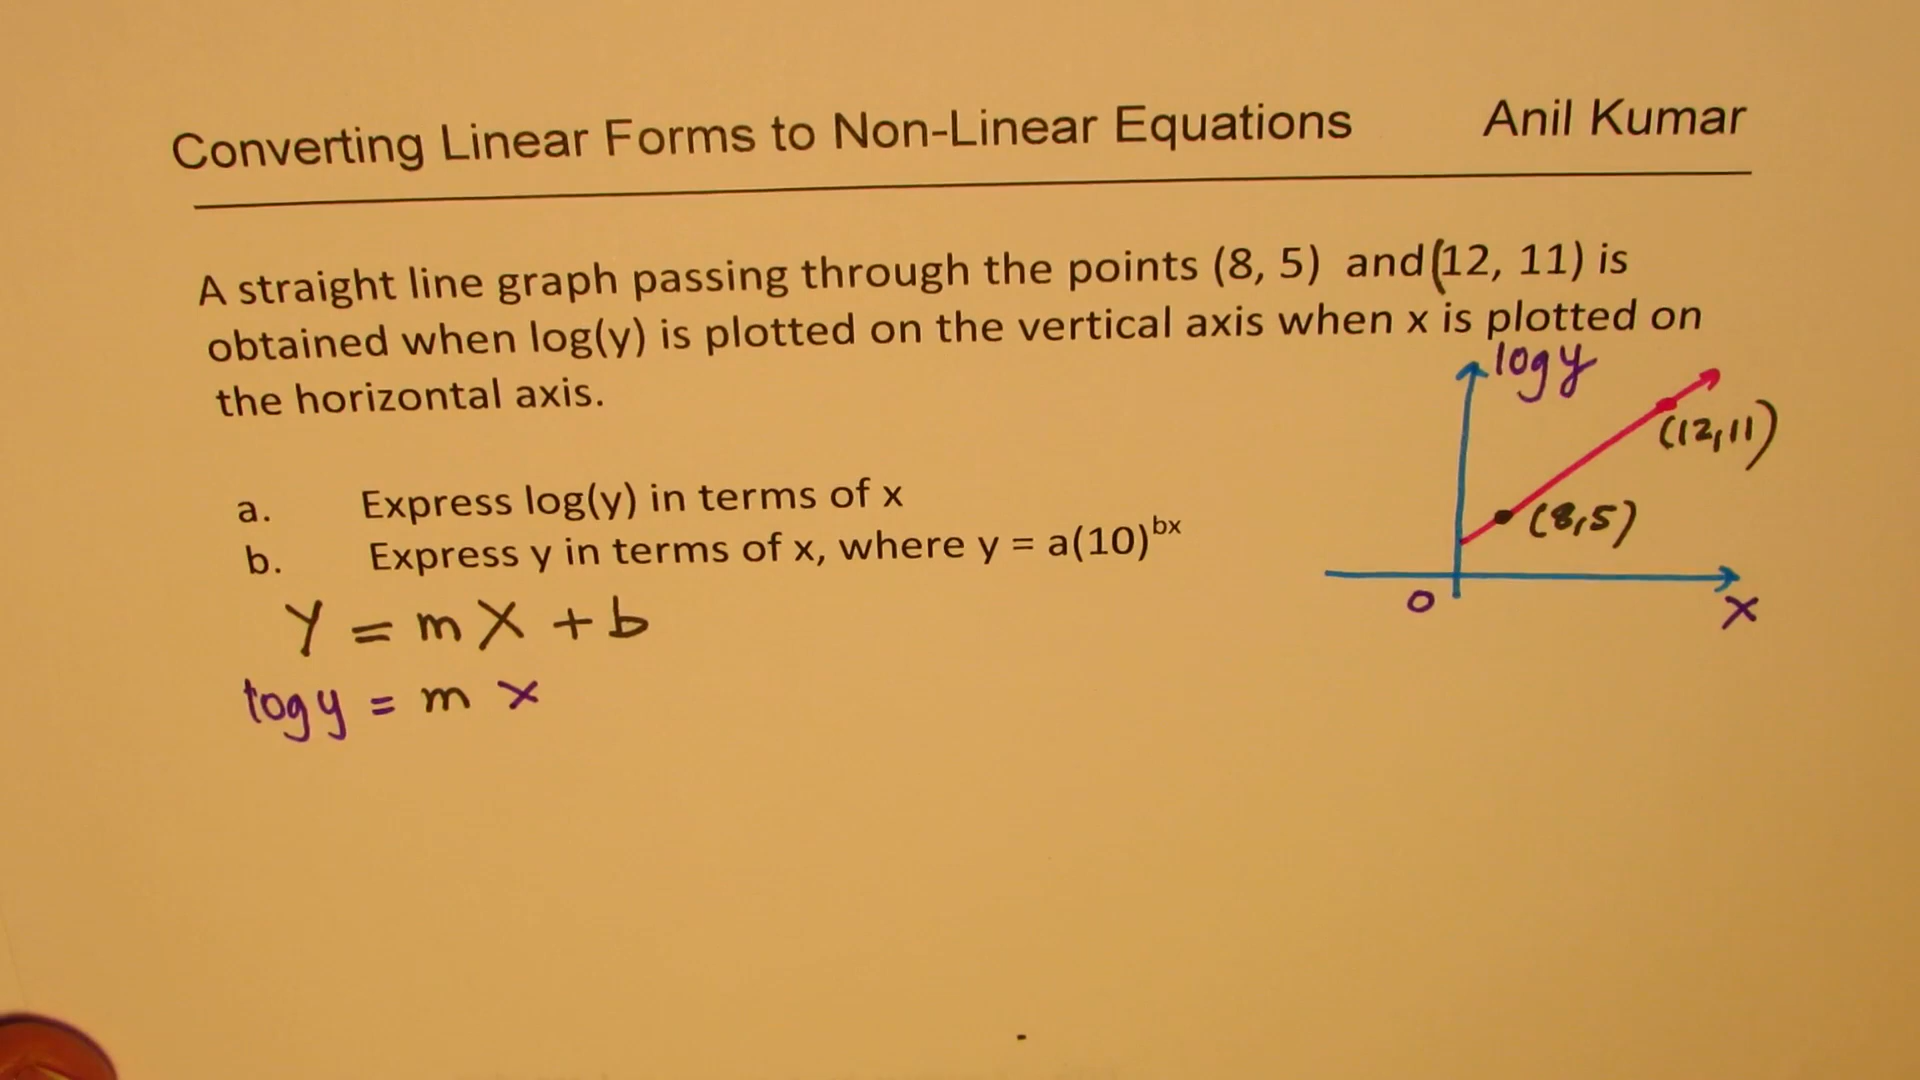 Converting Linear Forms to Non-Linear Equations Anil Kumar
A straight line graph passing through the points (8, 5) and (12, 11) is
obtained when log(y) is plotted on the vertical axis when x is plotted on
the horizontal axis.
log y
(12,11)
a. Express log(y) in terms of x
(8,5)
b. Express y in terms of x, where y = a(10)^bx
O
x
Y = m X + b
log y = m x